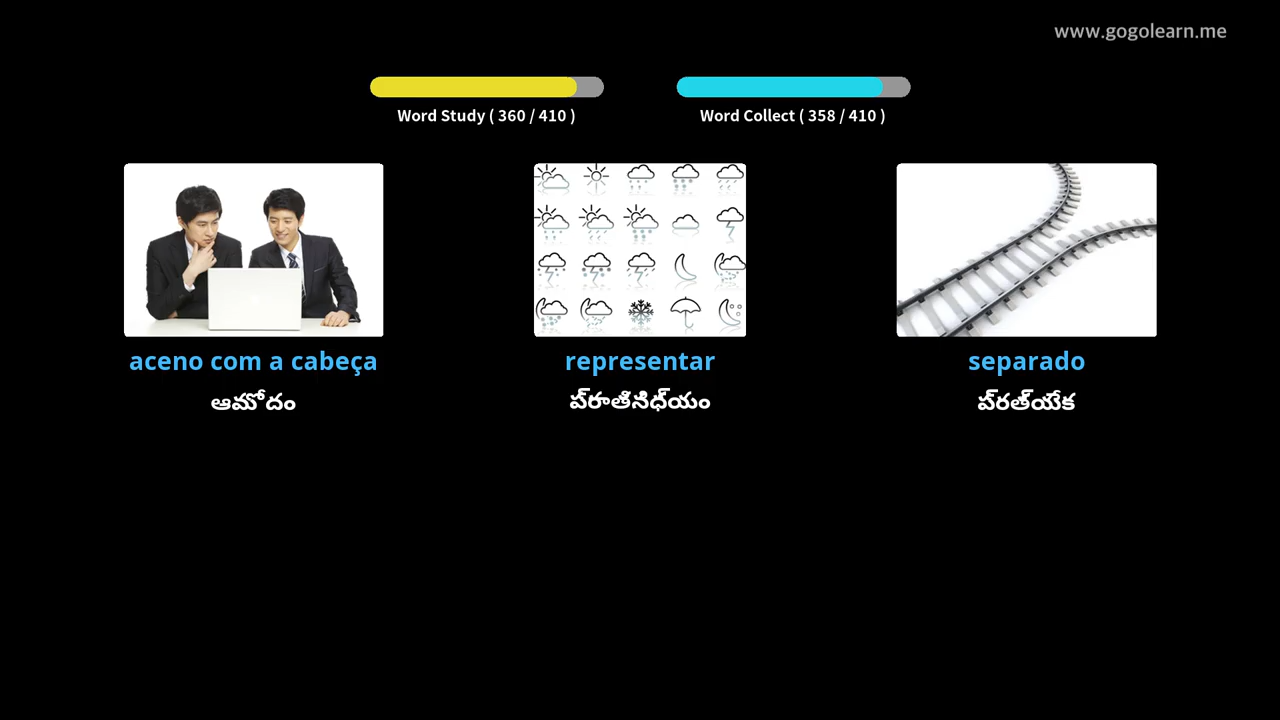 www.gogolearn.me
Word Study ( 360 / 410 )
Word Collect ( 358 / 410 )
aceno com a cabeça
representar
separado
ఆమోదం
ప్రాతినిధ్యం
ప్రత్యేక